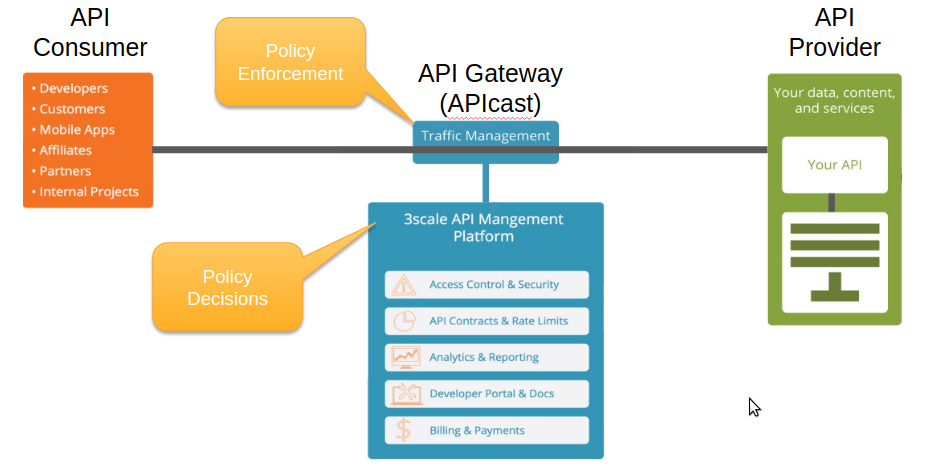 API
Consumer
• Developers
• Customers
• Mobile Apps
• Affiliates
• Partners
• Internal Projects
Policy
Enforcement
API Gateway
(APIcast)
Traffic Management
API
Provider
Your data, content,
and services
Your API
Policy
Decisions
3scale API Mangement
Platform
Access Control & Security
API Contracts & Rate Limits
Analytics & Reporting
Developer Portal & Docs
$
Billing & Payments